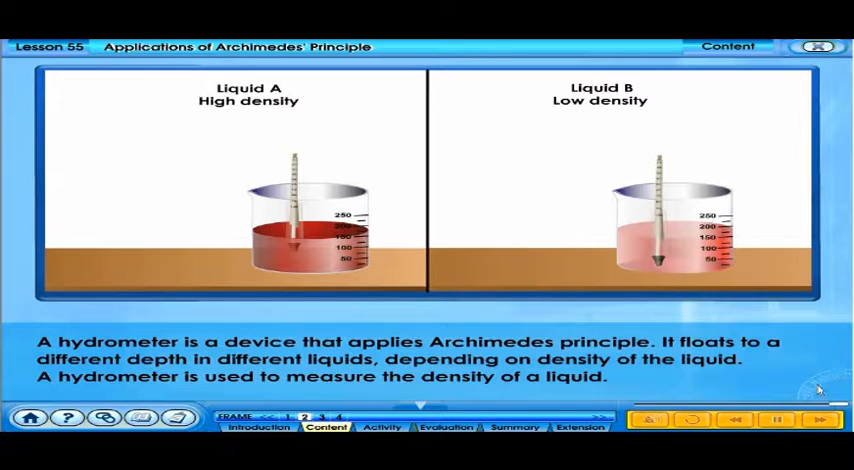 Lesson 55 Applications of Archimedes' Principle Content
Liquid A
High density
Liquid B
Low density
250
200
150
100
50
250
200
150
100
50
A hydrometer is a device that applies Archimedes principle. It floats to a
different depth in different liquids, depending on density of the liquid.
A hydrometer is used to measure the density of a liquid.
FRAME << 1 2 3 4 >>
Introduction Content Activity Evaluation Summary Extension